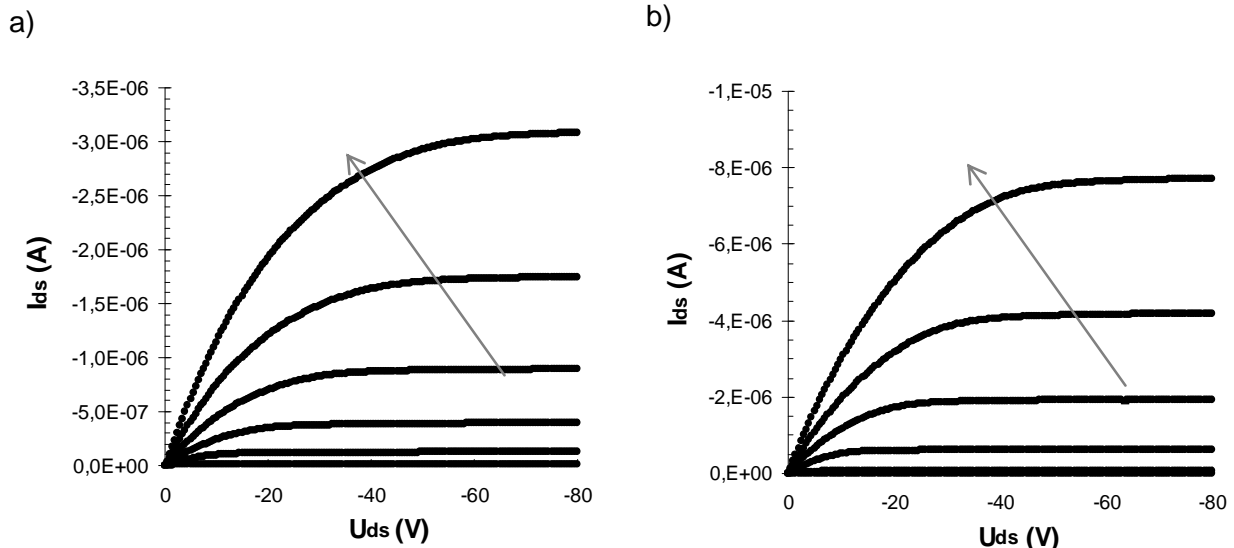 a)
-3,5E-06
-3,0E-06
-2,5E-06
-2,0E-06
-1,5E-06
-1,0E-06
-5,0E-07
0,0E+00
Ids (A)
0 -20 -40 -60 -80
Uds (V)
b)
-1,E-05
-8,E-06
-6,E-06
-4,E-06
-2,E-06
0,E+00
Ids (A)
0 -20 -40 -60 -80
Uds (V)